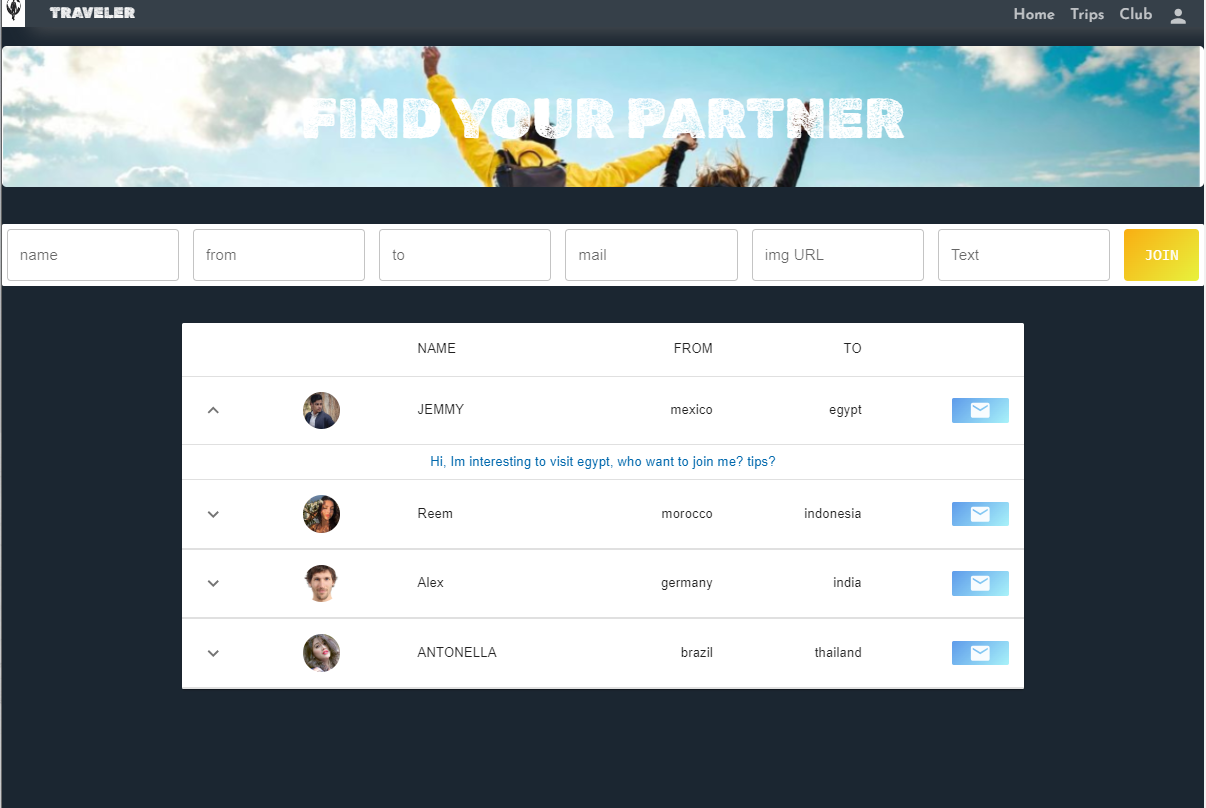 TRAVELER
Home Trips Club
FIND YOUR PARTNER
name from to mail img URL Text JOIN
NAME FROM TO
JEMMY mexico egypt
Hi, Im interesting to visit egypt, who want to join me? tips?
Reem morocco indonesia
Alex germany india
ANTONELLA brazil thailand